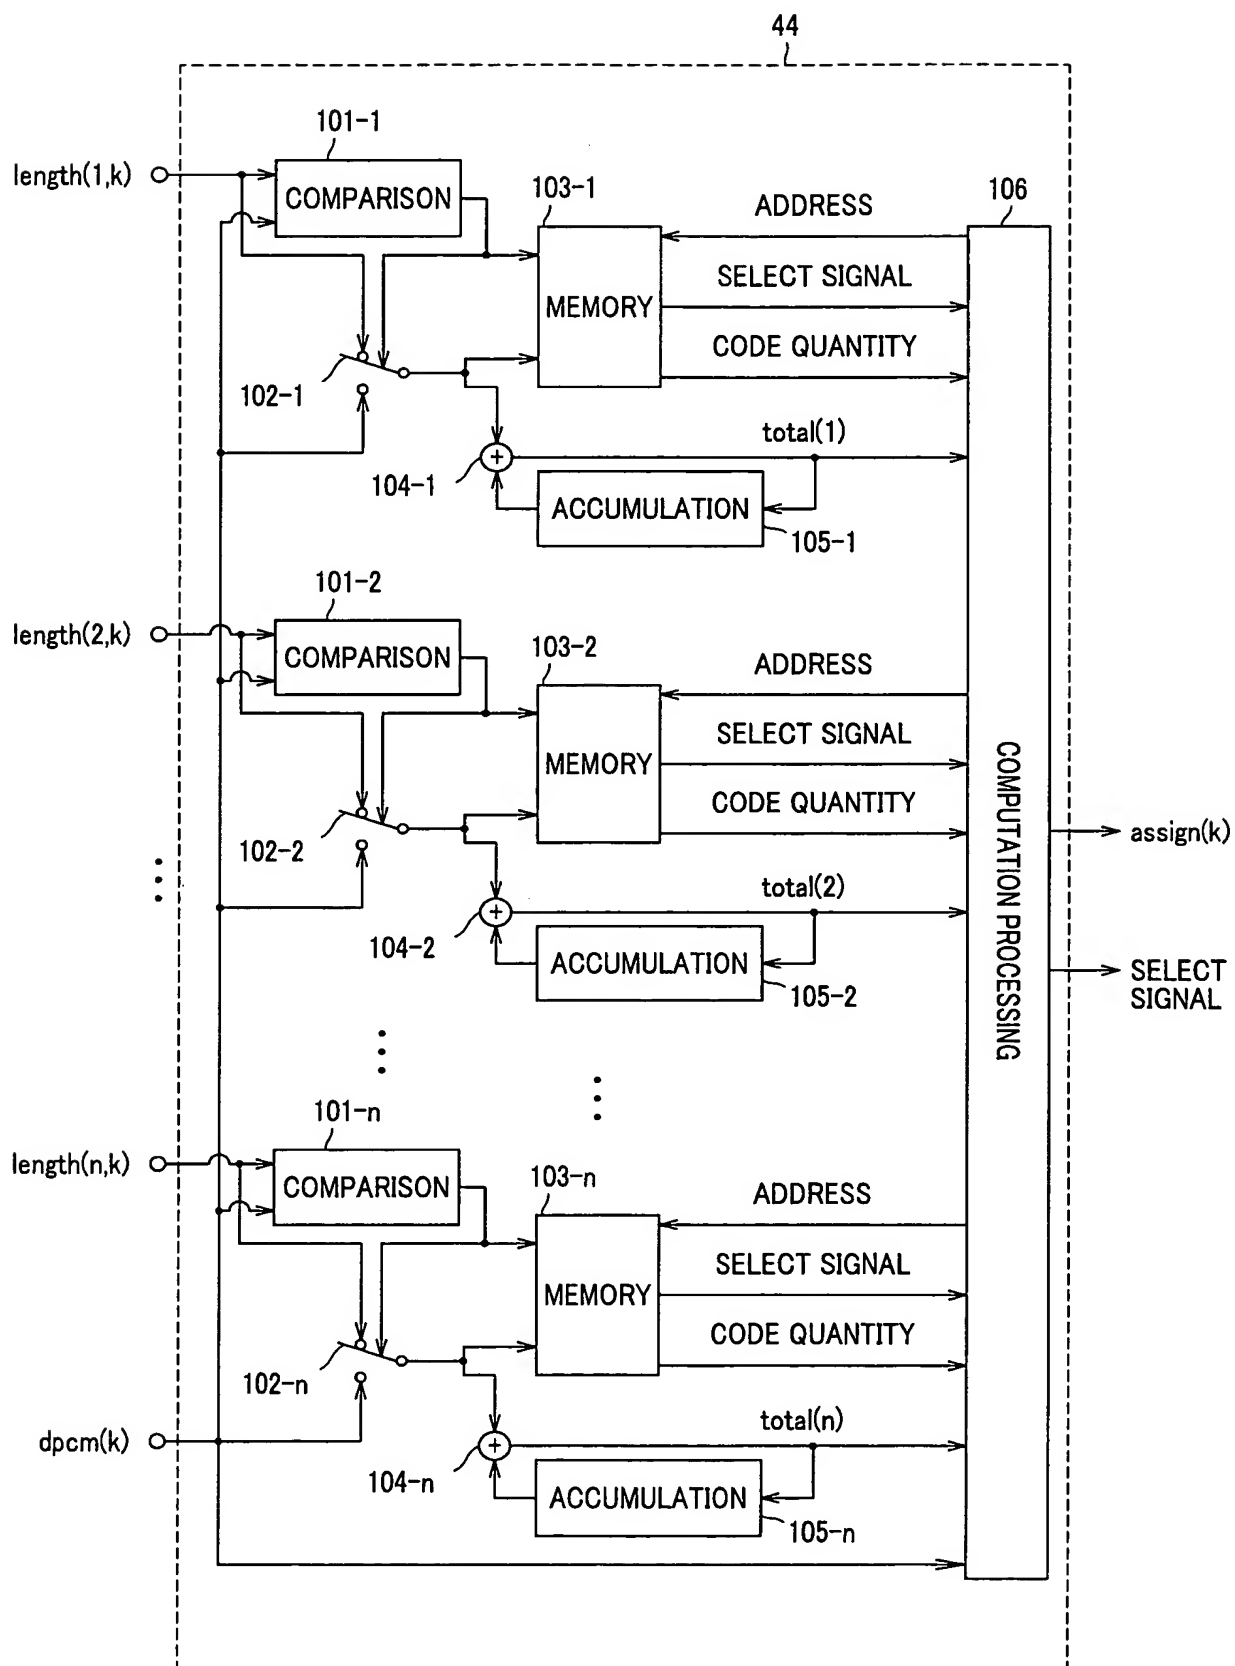 44
101-1
length(1,k)
COMPARISON
103-1
ADDRESS
106
SELECT SIGNAL
MEMORY
CODE QUANTITY
102-1
total(1)
104-1
ACCUMULATION
105-1
101-2
length(2,k)
COMPARISON
103-2
ADDRESS
SELECT SIGNAL
MEMORY
CODE QUANTITY
102-2
total(2)
104-2
ACCUMULATION
105-2
COMPUTATION PROCESSING
assign(k)
SELECT
SIGNAL
101-n
length(n,k)
COMPARISON
103-n
ADDRESS
SELECT SIGNAL
MEMORY
CODE QUANTITY
102-n
dpcm(k)
total(n)
104-n
ACCUMULATION
105-n